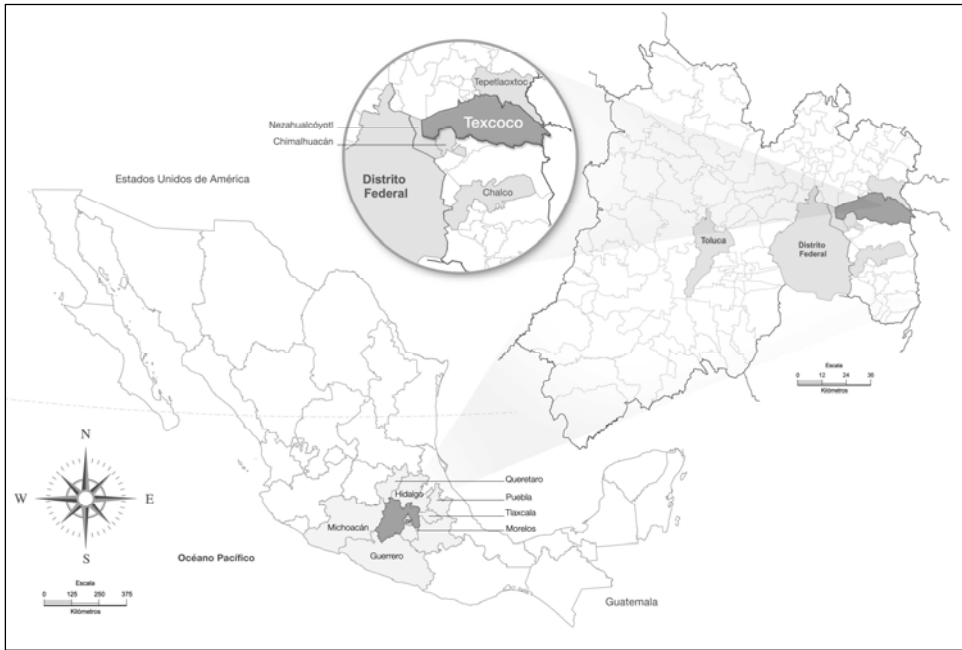 Tepetlaoxtoc
Nezahualcóyotl
Texcoco
Chimalhuacán
Estados Unidos de América
Distrito
Federal
Chalco
Toluca
Distrito
Federal
Escala
0 12 24 36
Kilómetros
N
W E
S
Queretaro
Hidalgo
Puebla
Tlaxcala
Michoacán
Morelos
Guerrero
Océano Pacífico
Escala
0 125 250 375
Kilómetros
Guatemala